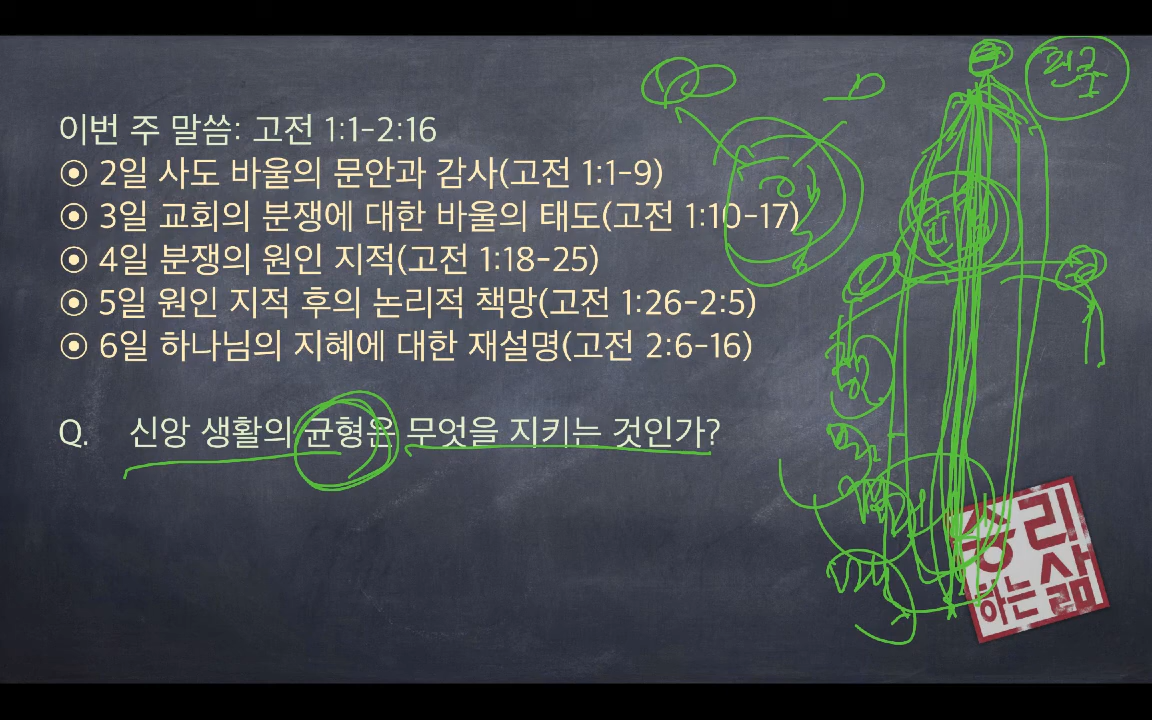 이번 주 말씀: 고전 1:1-2:16
⦿ 2일 사도 바울의 문안과 감사(고전 1:1-9)
⦿ 3일 교회의 분쟁에 대한 바울의 태도(고전 1:10-17)
⦿ 4일 분쟁의 원인 지적(고전 1:18-25)
⦿ 5일 원인 지적 후의 논리적 책망(고전 1:26-2:5)
⦿ 6일 하나님의 지혜에 대한 재설명(고전 2:6-16)
Q. 신앙 생활의 균형은 무엇을 지키는 것인가?
승리
하는 삶